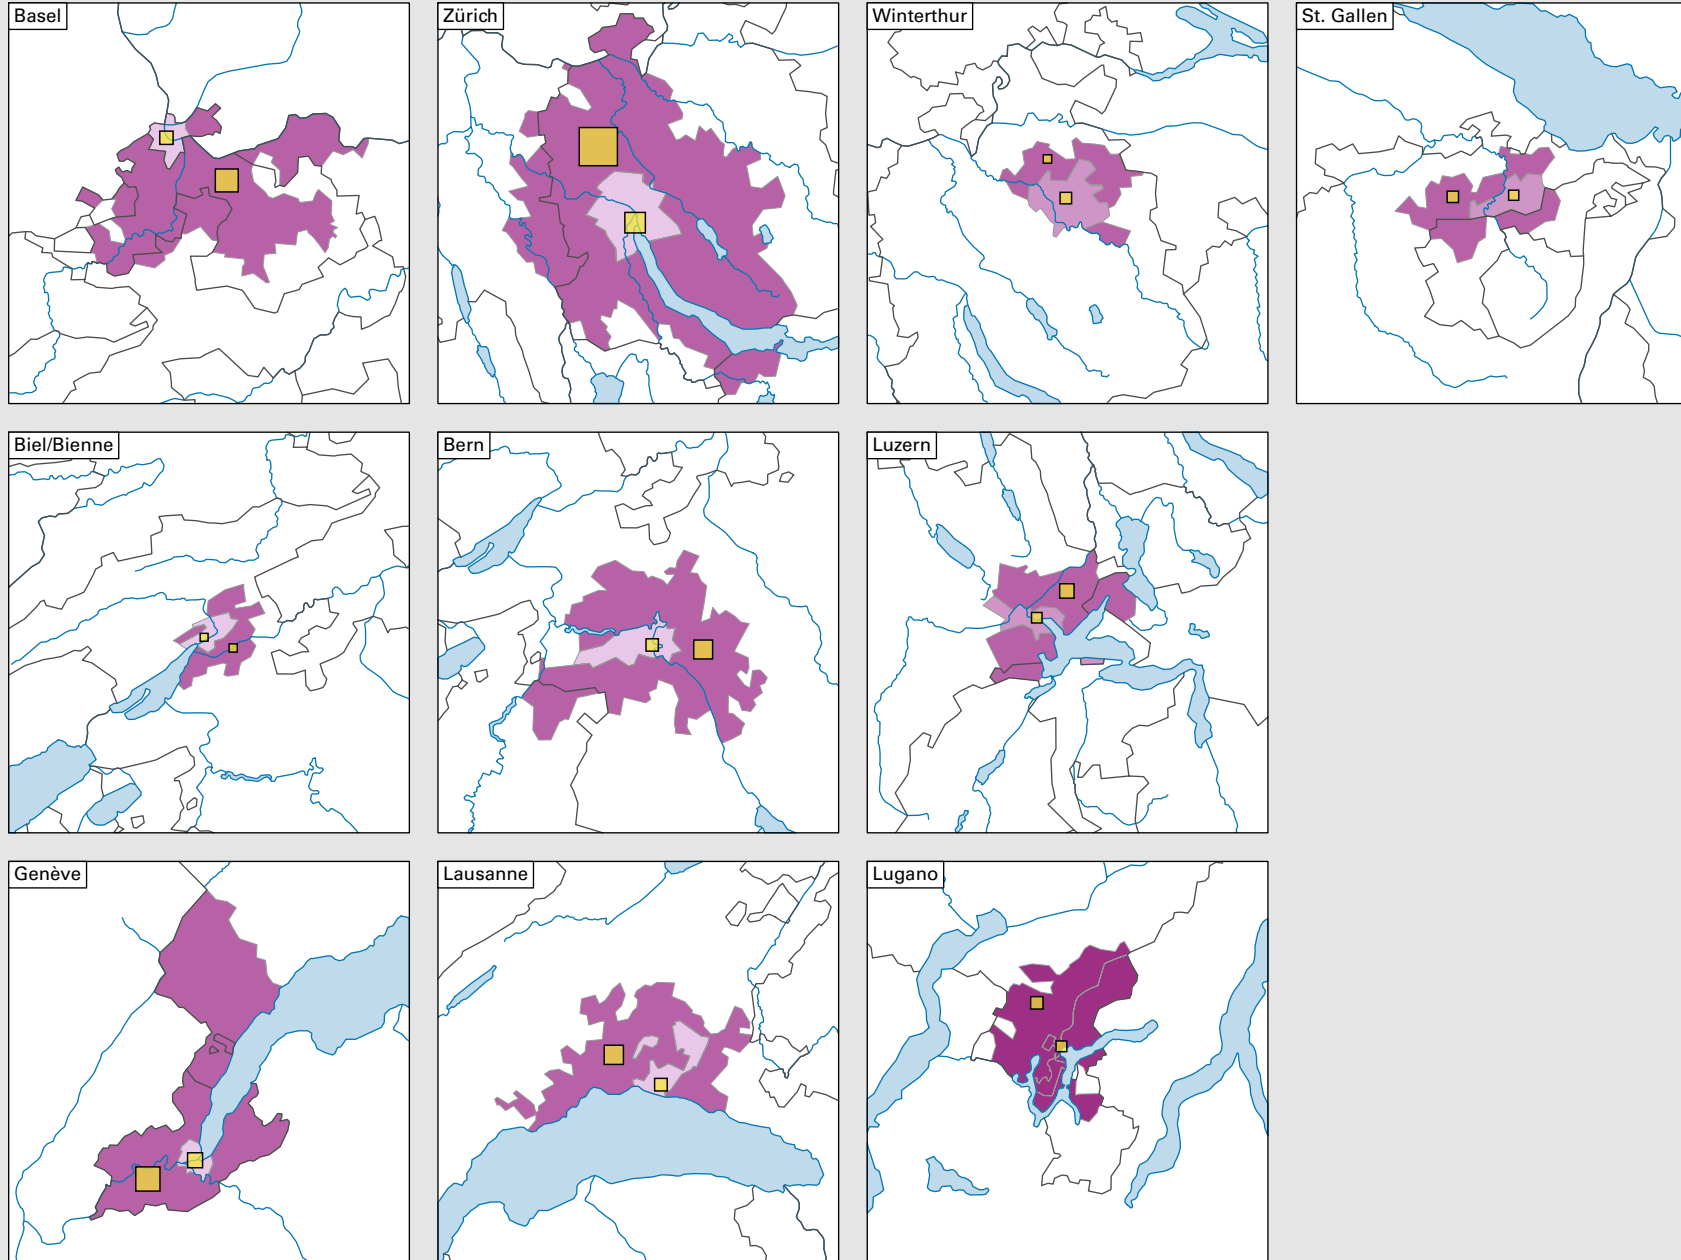 Basel
Zürich
Winterthur
St. Gallen
Biel/Bienne
Bern
Luzern
Genève
Lausanne
Lugano